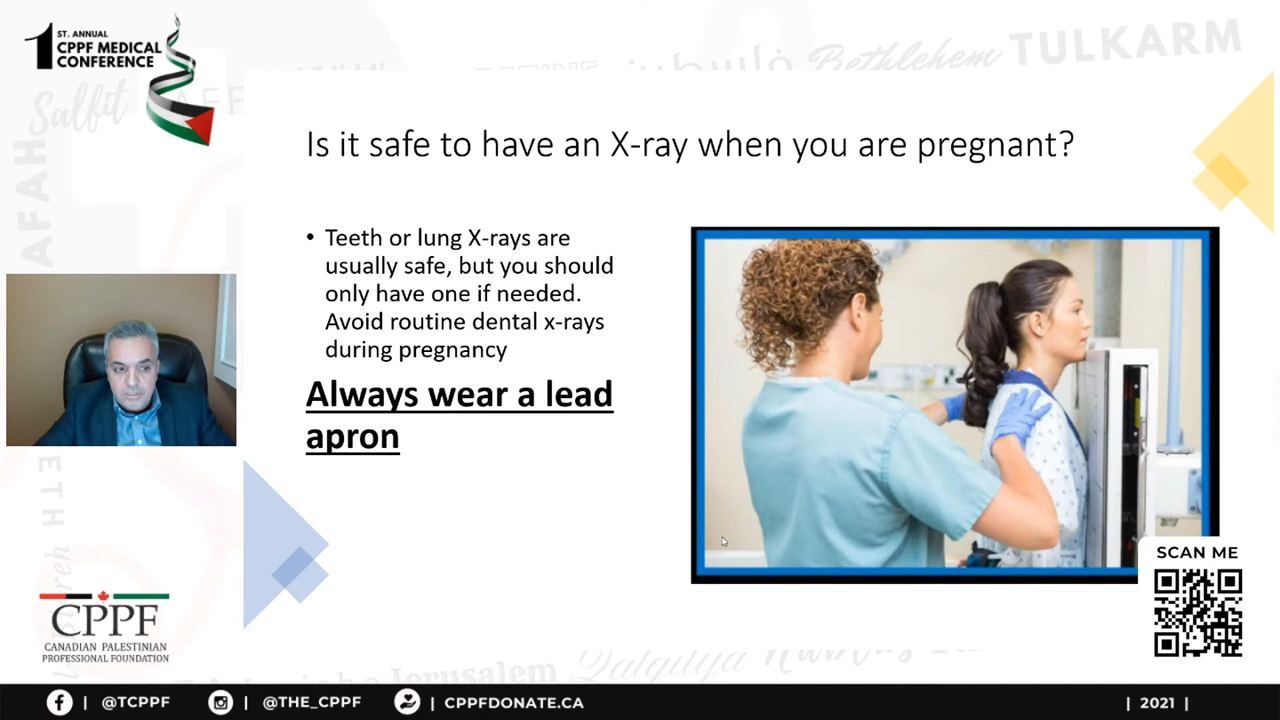 1 ST. ANNUAL
CPPF MEDICAL
CONFERENCE
Salfit
فلسطين
Bethlehem
TULKARM
Is it safe to have an X-ray when you are pregnant?
• Teeth or lung X-rays are
usually safe, but you should
only have one if needed.
Avoid routine dental x-rays
during pregnancy
Always wear a lead
apron
SCAN ME
CPPF
CANADIAN PALESTINIAN
PROFESSIONAL FOUNDATION
Jerusalem
Qalqilya
@TCPPF
@THE_CPPF
CPPFDONATE.CA
2021